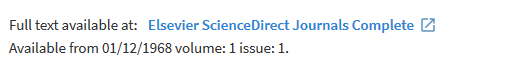 Full text available at: Elsevier ScienceDirect Journals Complete
Available from 01/12/1968 volume: 1 issue: 1.